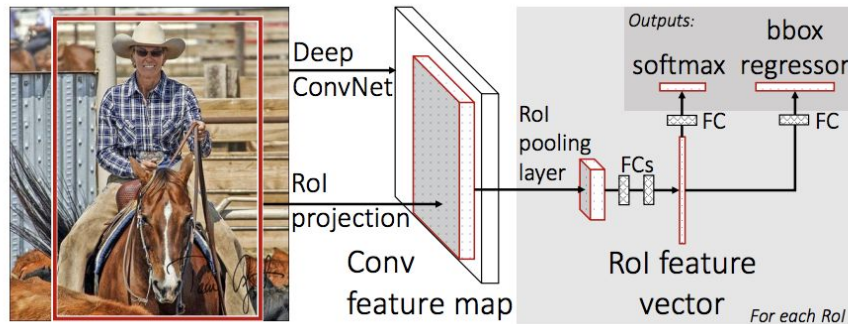 Deep
ConvNet
RoI
projection
Conv
feature map
RoI
pooling
layer
FCs
RoI feature
vector
Outputs:
softmax
FC
bbox
regressor
FC
For each RoI